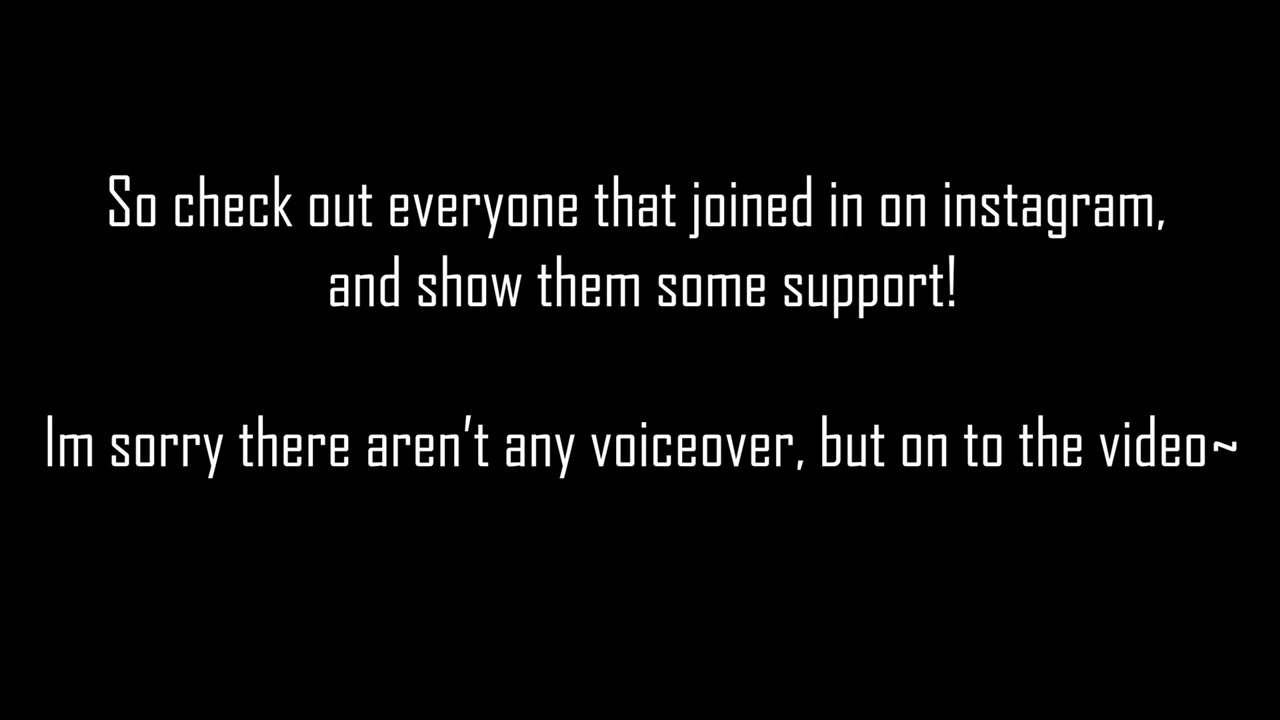 So check out everyone that joined in on instagram,
and show them some support!
Im sorry there aren't any voiceover, but on to the video~